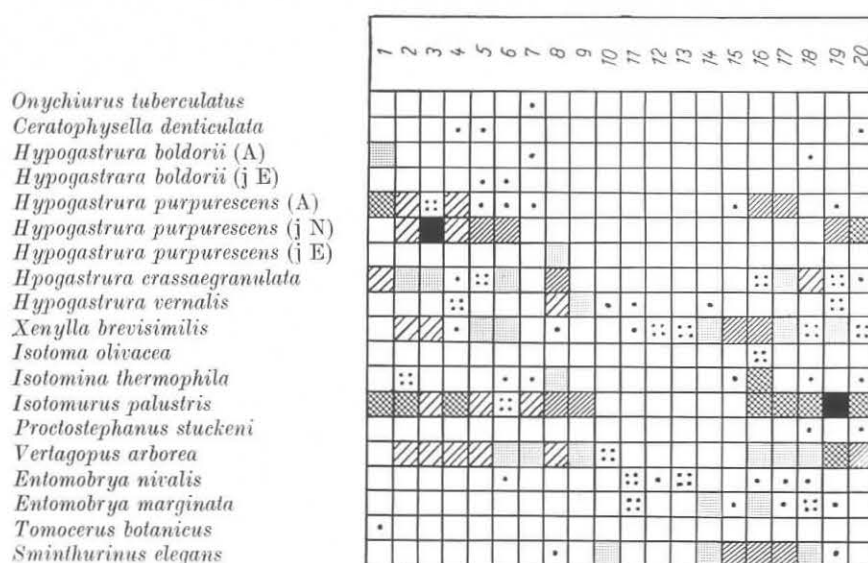 1 2 3 4 5 6 7 8 9 10 11 12 13 14 15 16 17 18 19 20
Onychiurus tuberculatus
Ceratophysella denticulata
Hypogastrura boldorii (A)
Hypogastrara boldorii (j E)
Hypogastrura purpurescens (A)
Hypogastrura purpurescens (j N)
Hypogastrura purpurescens (j E)
Hpogastrura crassaegranulata
Hypogastrura vernalis
Xenylla brevisimilis
Isotoma olivacea
Isotomina thermophila
Isotomurus palustris
Proctostephanus stuckeni
Vertagopus arborea
Entomobrya nivalis
Entomobrya marginata
Tomocerus botanicus
Sminthurinus elegans